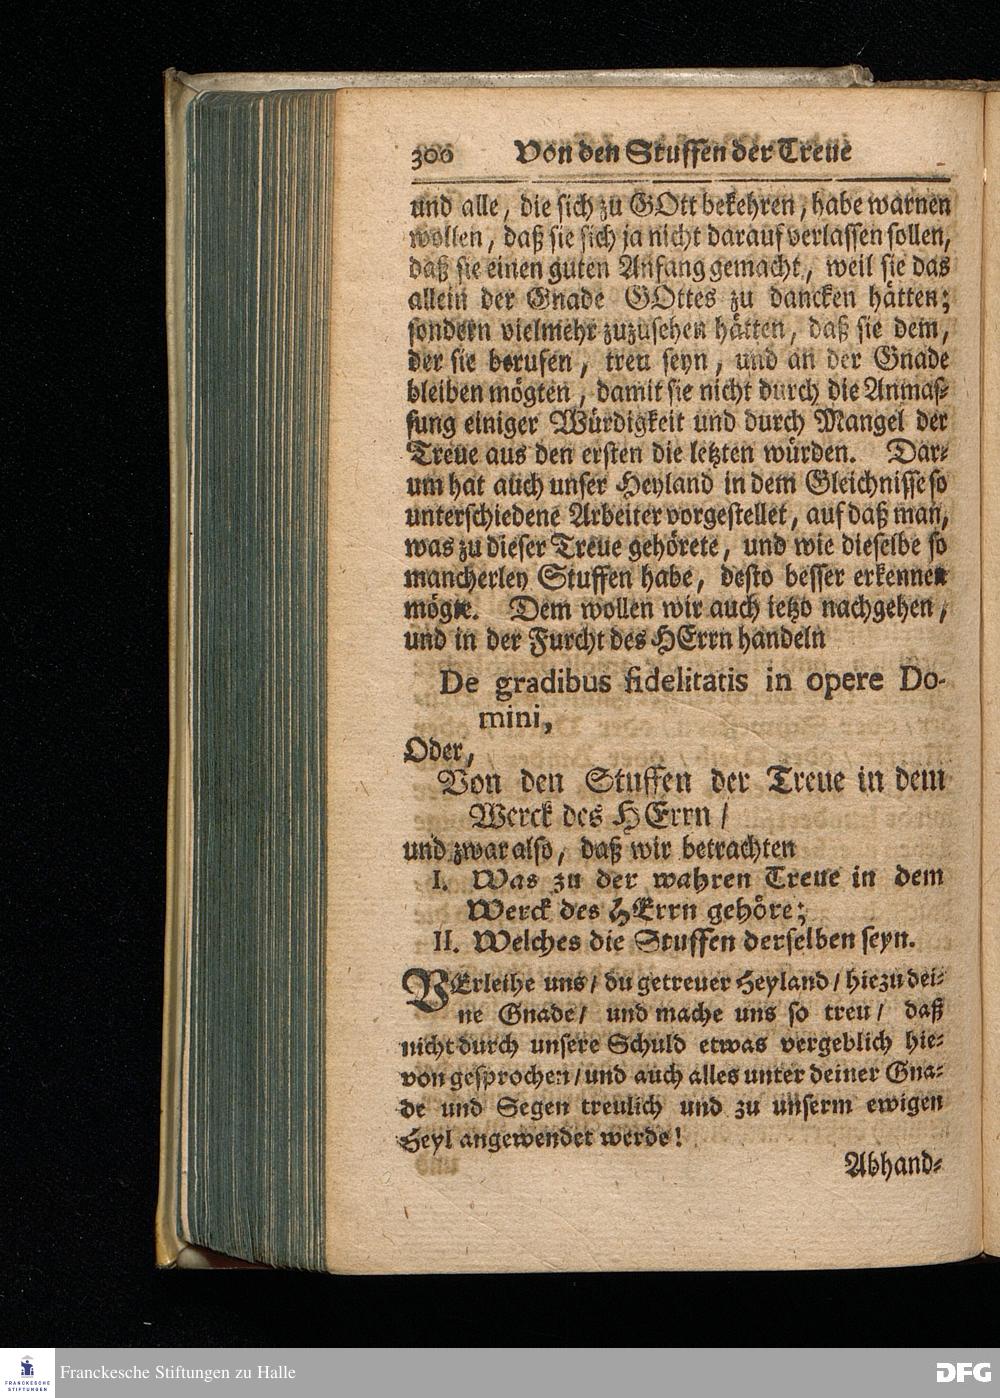 300 Von den Stuffen der Treue
und alle, die sich zu GOtt bekehren, habe warnen
wollen, daß sie sich ja nicht darauf verlassen sollen,
daß sie einen guten Anfang gemacht, weil sie das
allein der Gnade GOttes zu dancken hätten;
sondern vielmehr zuzusehen hätten, daß sie dem,
der sie berufen, treu seyn, und an der Gnade
bleiben mögten, damit sie nicht durch die Anmas-
sung einiger Würdigkeit und durch Mangel der
Treue aus den ersten die letzten würden. Dar-
um hat auch unser Heyland in dem Gleichnisse so
unterschiedene Arbeiter vorgestellet, auf daß man,
was zu dieser Treue gehörete, und wie dieselbe so
mancherley Stuffen habe, desto besser erkennen
mögte. Dem wollen wir auch ietzo nachgehen,
und in der Furcht des HErrn handeln
De gradibus fidelitatis in opere Do-
mini,
Oder,
Von den Stuffen der Treue in dem
Werck des HErrn /
und zwar also, daß wir betrachten
I. Was zu der wahren Treue in dem
Werck des HErrn gehöre;
II. Welches die Stuffen derselben seyn.
VErleihe uns / du getreuer Heyland / hiezu dei-
ne Gnade / und mache uns so treu / daß
nicht durch unsere Schuld etwas vergeblich hie-
von gesprochen / und auch alles unter deiner Gna-
de und Segen treulich und zu unserm ewigen
Heyl angewendet werde!
Abhand-
Franckesche Stiftungen zu Halle
FRANCKESCHE
STIFTUNGEN
DFG